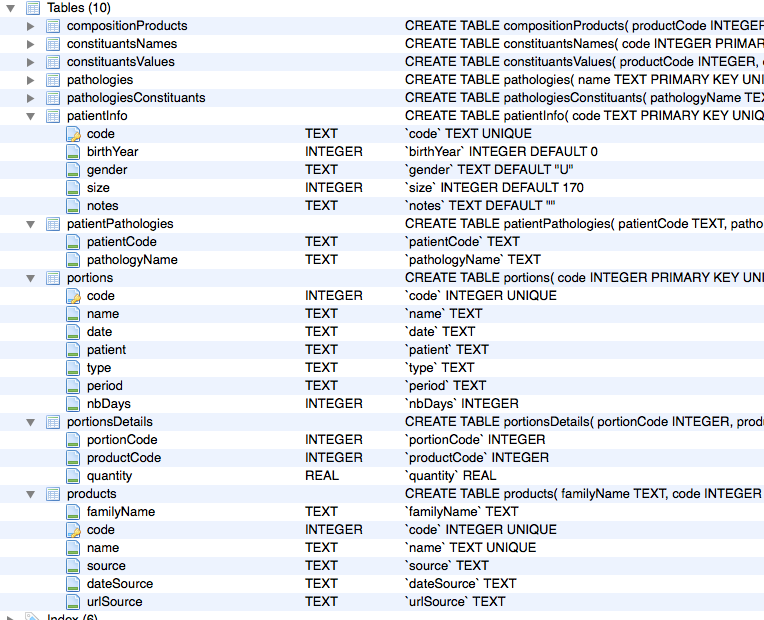 Tables (10)
compositionProducts CREATE TABLE compositionProducts( productCode INTEGER
constituantsNames CREATE TABLE constituantsNames( code INTEGER PRIMAR
constituantsValues CREATE TABLE constituantsValues( productCode INTEGER,
pathologies CREATE TABLE pathologies( name TEXT PRIMARY KEY UNI
pathologiesConstituants CREATE TABLE pathologiesConstituants( pathologyName TEX
patientInfo CREATE TABLE patientInfo( code TEXT PRIMARY KEY UNIQ
code TEXT `code` TEXT UNIQUE
birthYear INTEGER `birthYear` INTEGER DEFAULT 0
gender TEXT `gender` TEXT DEFAULT "U"
size INTEGER `size` INTEGER DEFAULT 170
notes TEXT `notes` TEXT DEFAULT ""
patientPathologies CREATE TABLE patientPathologies( patientCode TEXT, patho
patientCode TEXT `patientCode` TEXT
pathologyName TEXT `pathologyName` TEXT
portions CREATE TABLE portions( code INTEGER PRIMARY KEY UNI
code INTEGER `code` INTEGER UNIQUE
name TEXT `name` TEXT
date TEXT `date` TEXT
patient TEXT `patient` TEXT
type TEXT `type` TEXT
period TEXT `period` TEXT
nbDays INTEGER `nbDays` INTEGER
portionsDetails CREATE TABLE portionsDetails( portionCode INTEGER, prod
portionCode INTEGER `portionCode` INTEGER
productCode INTEGER `productCode` INTEGER
quantity REAL `quantity` REAL
products CREATE TABLE products( familyName TEXT, code INTEGER
familyName TEXT `familyName` TEXT
code INTEGER `code` INTEGER UNIQUE
name TEXT `name` TEXT UNIQUE
source TEXT `source` TEXT
dateSource TEXT `dateSource` TEXT
urlSource TEXT `urlSource` TEXT
Index (6)